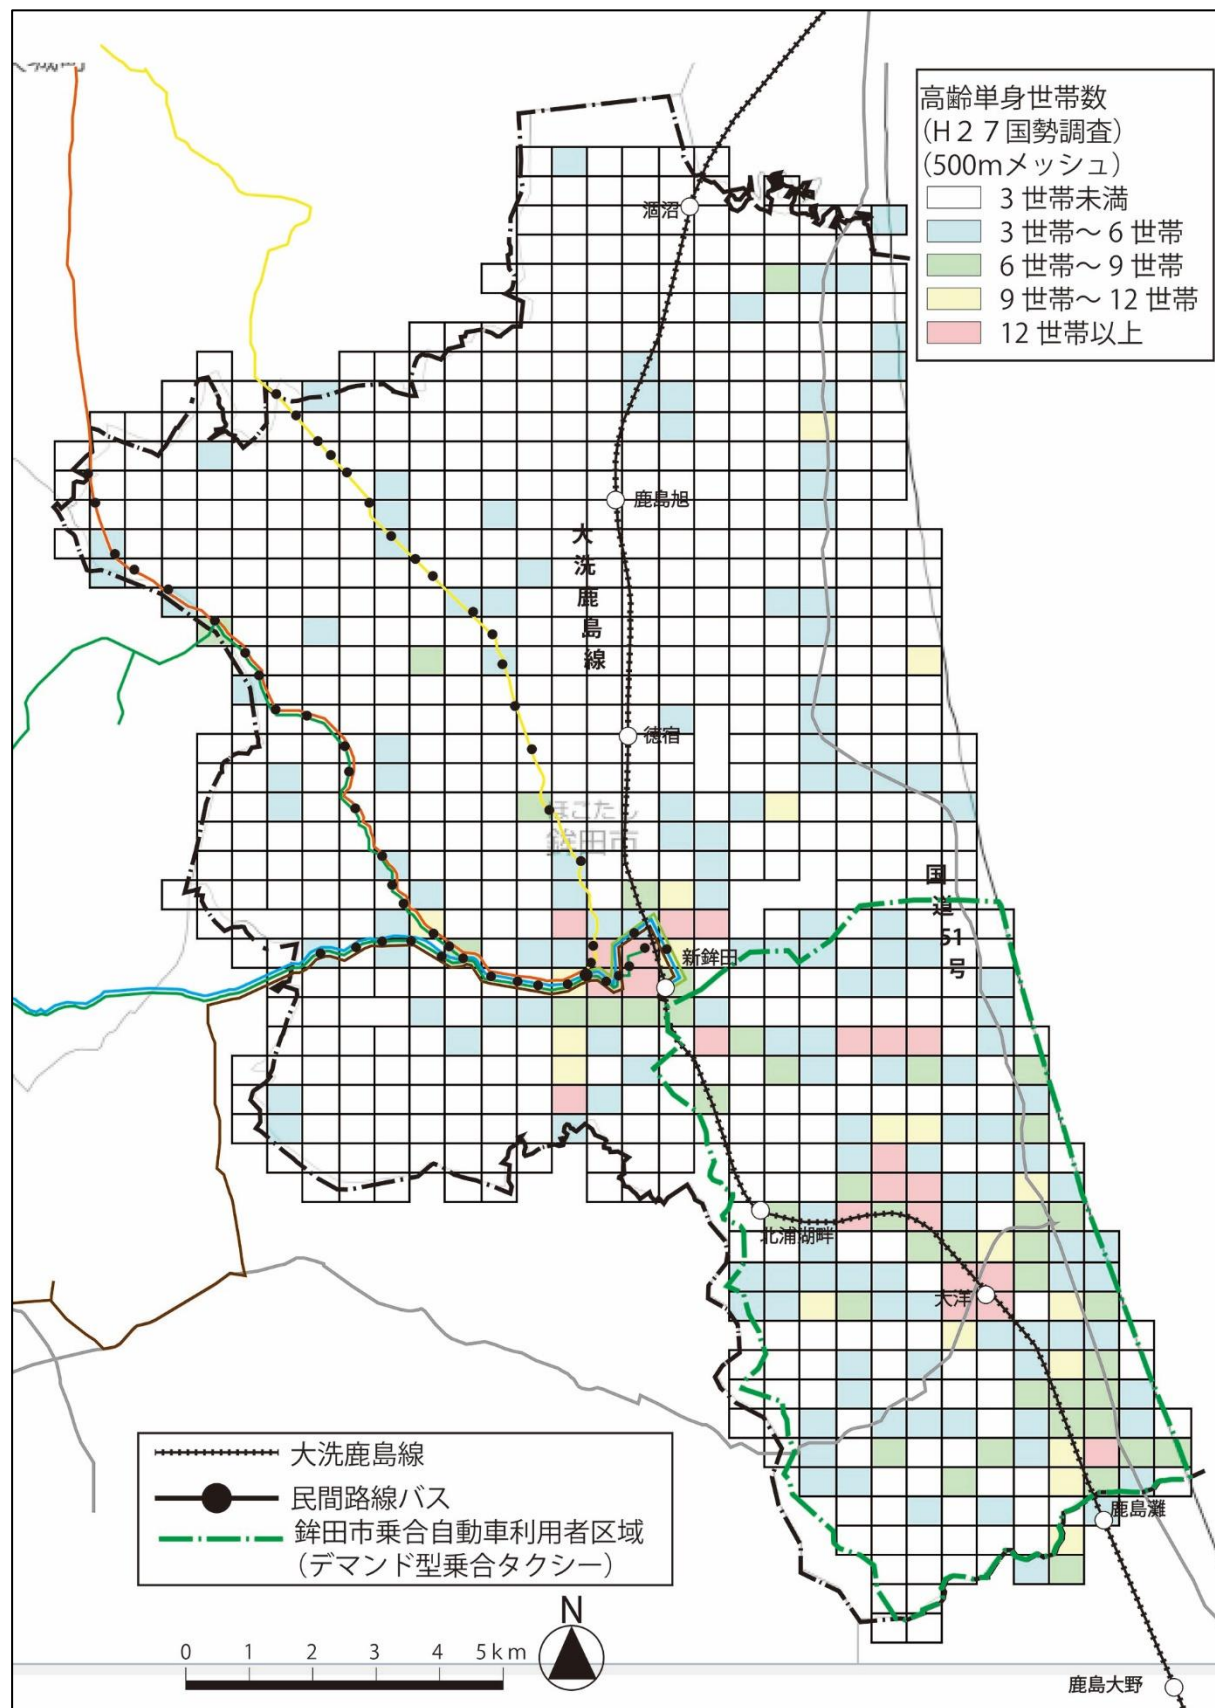 高齢単身世帯数
(H２７国勢調査)
(500mメッシュ)
3 世帯未満
3 世帯～ 6 世帯
6 世帯～ 9 世帯
9 世帯～ 12 世帯
12 世帯以上
涸沼
鹿島旭
大洗鹿島線
徳宿
ほこたし
鉾田市
国道51号
新鉾田
北浦湖畔
大洋
大洗鹿島線
民間路線バス
鉾田市乗合自動車利用者区域
(デマンド型乗合タクシー)
鹿島灘
N
0 1 2 3 4 5 km
鹿島大野